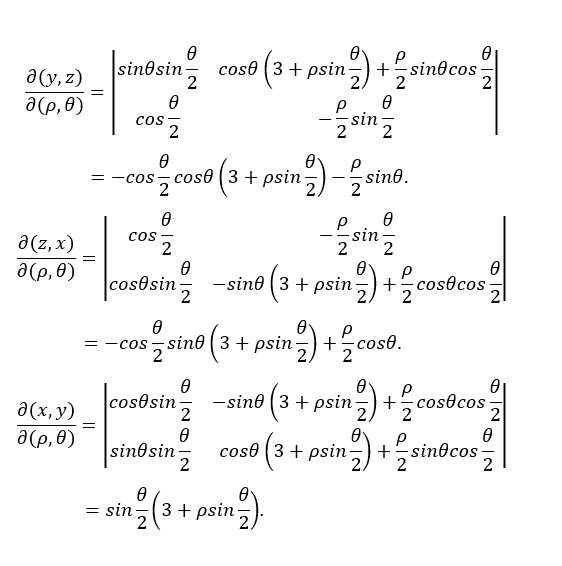 ∂(y, z)/∂(ρ, θ) = | sinθsin θ/2   cosθ (3 + ρsin θ/2) + ρ/2 sinθcos θ/2 |
| cos θ/2   − ρ/2 sin θ/2 |
= −cos θ/2 cosθ (3 + ρsin θ/2) − ρ/2 sinθ.
∂(z, x)/∂(ρ, θ) = | cos θ/2   − ρ/2 sin θ/2 |
| cosθsin θ/2   −sinθ (3 + ρsin θ/2) + ρ/2 cosθcos θ/2 |
= −cos θ/2 sinθ (3 + ρsin θ/2) + ρ/2 cosθ.
∂(x, y)/∂(ρ, θ) = | cosθsin θ/2   −sinθ (3 + ρsin θ/2) + ρ/2 cosθcos θ/2 |
| sinθsin θ/2   cosθ (3 + ρsin θ/2) + ρ/2 sinθcos θ/2 |
= sin θ/2 (3 + ρsin θ/2).